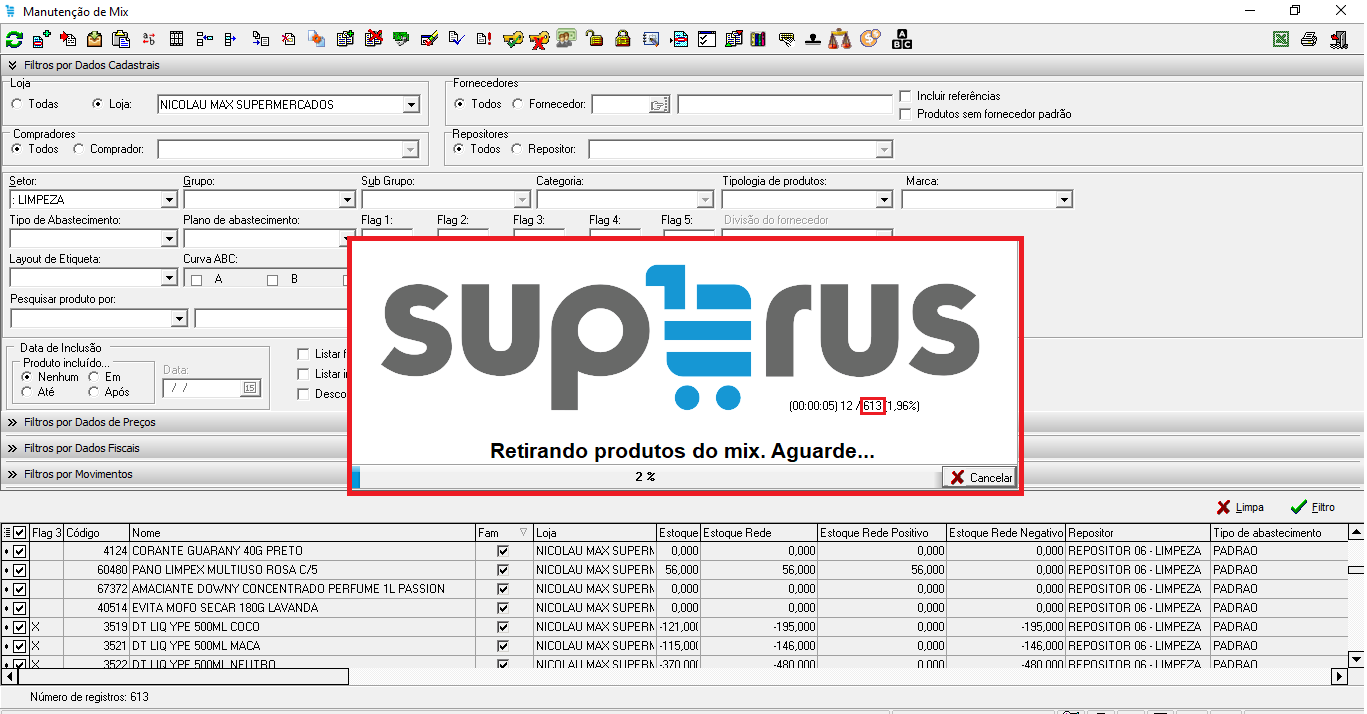 Manutenção de Mix
Filtros por Dados Cadastrais
Loja
Todas Loja: NICOLAU MAX SUPERMERCADOS
Fornecedores
Todos Fornecedor:
Incluir referências
Produtos sem fornecedor padrão
Compradores
Todos Comprador:
Repositores
Todos Repositor:
Setor: Grupo: Sub Grupo: Categoria: Tipologia de produtos: Marca:
: LIMPEZA
Tipo de Abastecimento: Plano de abastecimento: Flag 1: Flag 2: Flag 3: Flag 4: Flag 5: Divisão do fornecedor
Layout de Etiqueta: Curva ABC:
A B
Pesquisar produto por:
Data de Inclusão
Produto incluído...
Nenhum Em
Até Após
Data:
/ /
15
Listar f
Listar i
Desco
superus
(00:00:05) 12 / 613 (1,96%)
Retirando produtos do mix. Aguarde...
2 %
Cancelar
Filtros por Dados de Preços
Filtros por Dados Fiscais
Filtros por Movimentos
Limpa Filtro
Flag 3 Código Nome Fam Loja Estoque Estoque Rede Estoque Rede Positivo Estoque Rede Negativo Repositor Tipo de abastecimento
4124 CORANTE GUARANY 40G PRETO NICOLAU MAX SUPERM 0,000 0,000 0,000 0,000 REPOSITOR 06 - LIMPEZA PADRAO
60480 PANO LIMPEX MULTIUSO ROSA C/5 NICOLAU MAX SUPERM 56,000 56,000 56,000 0,000 REPOSITOR 06 - LIMPEZA PADRAO
67372 AMACIANTE DOWNY CONCENTRADO PERFUME 1L PASSION NICOLAU MAX SUPERM 0,000 0,000 0,000 0,000 REPOSITOR 06 - LIMPEZA PADRAO
40514 EVITA MOFO SECAR 180G LAVANDA NICOLAU MAX SUPERM 0,000 0,000 0,000 0,000 REPOSITOR 06 - LIMPEZA PADRAO
X 3519 DT LIQ YPE 500ML COCO NICOLAU MAX SUPERM -121,000 -195,000 0,000 -195,000 REPOSITOR 06 - LIMPEZA PADRAO
X 3521 DT LIQ YPE 500ML MACA NICOLAU MAX SUPERM -115,000 -146,000 0,000 -146,000 REPOSITOR 06 - LIMPEZA PADRAO
X 3522 DT LIQ YPE 500ML NEUTRO NICOLAU MAX SUPERM -370,000 -480,000 0,000 -480,000 REPOSITOR 06 - LIMPEZA PADRAO
Número de registros: 613